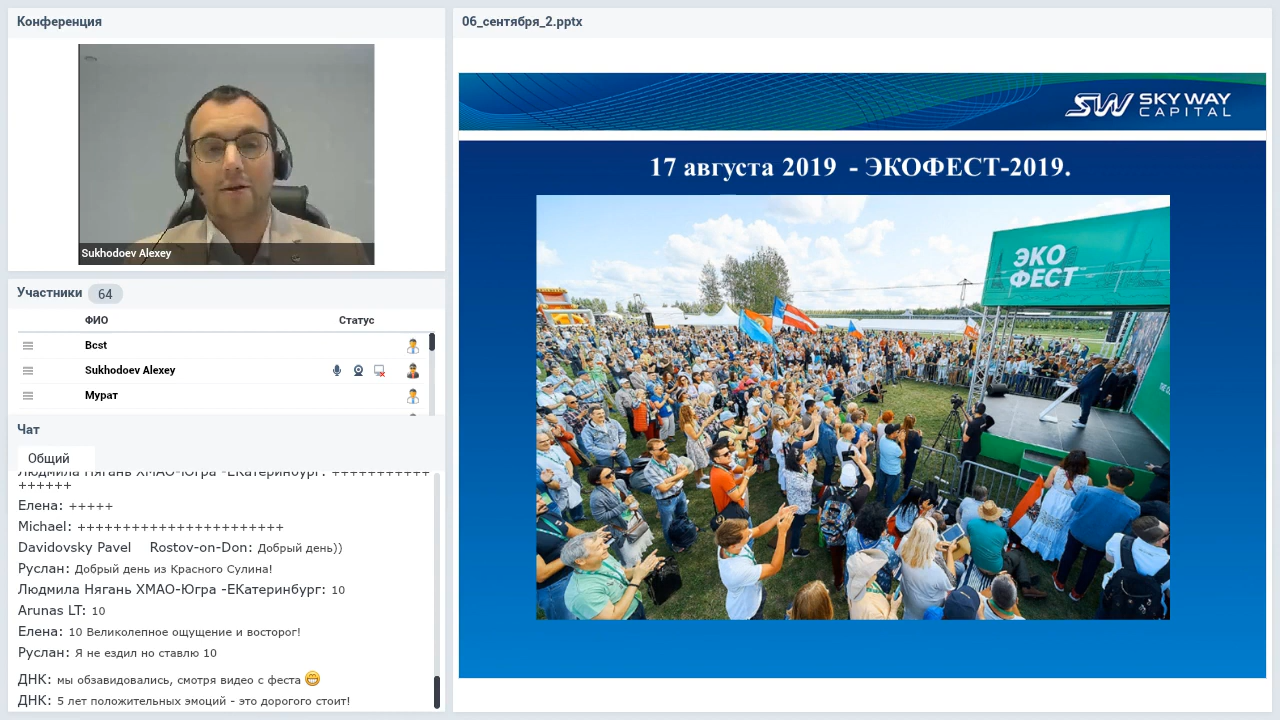 Конференция
Sukhodoev Alexey
Участники 64
ФИО Статус
Bcst
Sukhodoev Alexey
Мурат
Чат
Общий
Людмила Нягань ХМАО-Югра -ЕКатеринбург: +++++++++++
++++++
Елена: +++++
Michael: +++++++++++++++++++++++
Davidovsky Pavel Rostov-on-Don: Добрый день))
Руслан: Добрый день из Красного Сулина!
Людмила Нягань ХМАО-Югра -ЕКатеринбург: 10
Arunas LT: 10
Елена: 10 Великолепное ощущение и восторог!
Руслан: Я не ездил но ставлю 10
ДНК: мы обзавидовались, смотря видео с феста 😁
ДНК: 5 лет положительных эмоций - это дорогого стоит!
06_сентября_2.pptx
SW SKY WAY
CAPITAL
17 августа 2019 - ЭКОФЕСТ-2019.
ЭКО
ФЕСТ